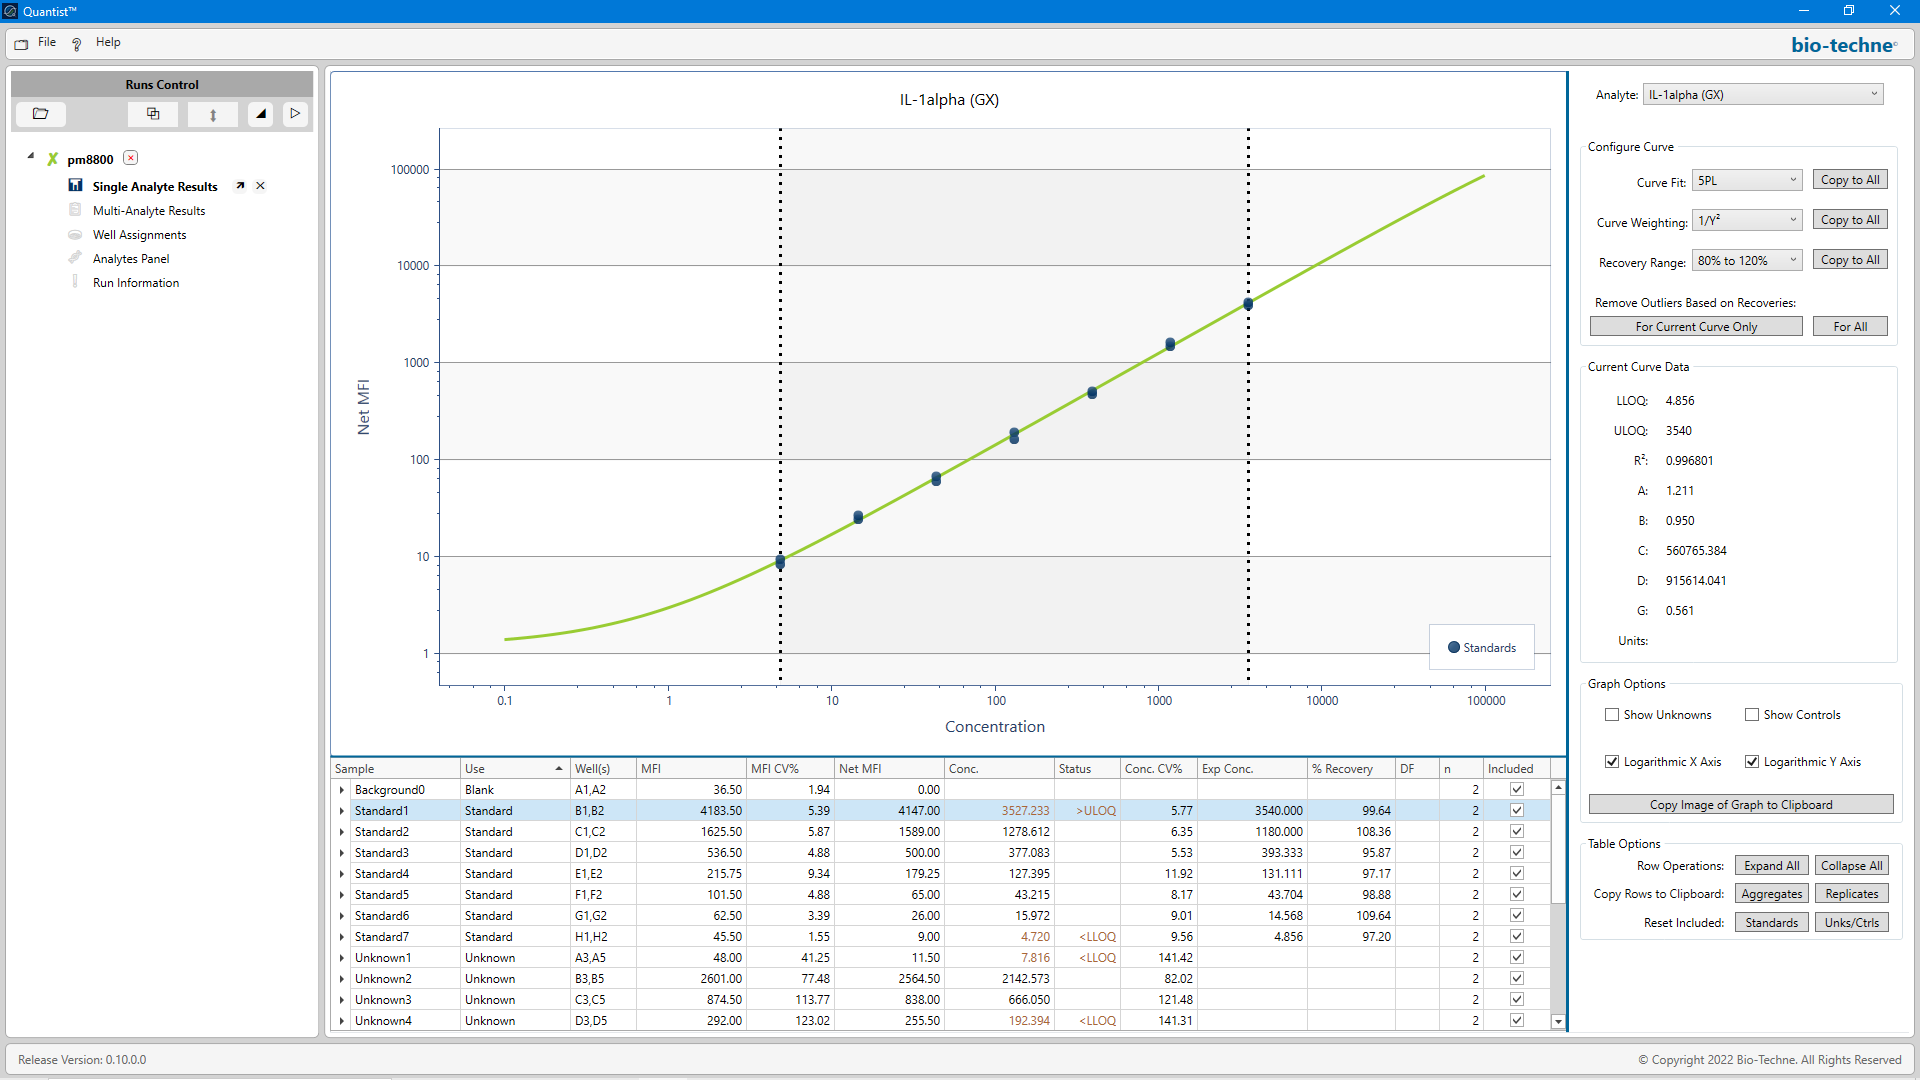 Quantist™
File Help
bio-techne
Runs Control
pm8800
Single Analyte Results
Multi-Analyte Results
Well Assignments
Analytes Panel
Run Information
IL-1alpha (GX)
Net MFI
100000
10000
1000
100
10
1
0.1 1 10 100 1000 10000 100000
Concentration
Standards
Analyte: IL-1alpha (GX)
Configure Curve
Curve Fit: 5PL Copy to All
Curve Weighting: 1/Y² Copy to All
Recovery Range: 80% to 120% Copy to All
Remove Outliers Based on Recoveries:
For Current Curve Only For All
Current Curve Data
LLOQ: 4.856
ULOQ: 3540
R²: 0.996801
A: 1.211
B: 0.950
C: 560765.384
D: 915614.041
G: 0.561
Units:
Graph Options
Show Unknowns Show Controls
Logarithmic X Axis Logarithmic Y Axis
Copy Image of Graph to Clipboard
Table Options
Row Operations: Expand All Collapse All
Copy Rows to Clipboard: Aggregates Replicates
Reset Included: Standards Unks/Ctrls
Sample Use Well(s) MFI MFI CV% Net MFI Conc. Status Conc. CV% Exp Conc. % Recovery DF n Included
Background0 Blank A1,A2 36.50 1.94 0.00 2
Standard1 Standard B1,B2 4183.50 5.39 4147.00 3527.233 >ULOQ 5.77 3540.000 99.64 2
Standard2 Standard C1,C2 1625.50 5.87 1589.00 1278.612 6.35 1180.000 108.36 2
Standard3 Standard D1,D2 536.50 4.88 500.00 377.083 5.53 393.333 95.87 2
Standard4 Standard E1,E2 215.75 9.34 179.25 127.395 11.92 131.111 97.17 2
Standard5 Standard F1,F2 101.50 4.88 65.00 43.215 8.17 43.704 98.88 2
Standard6 Standard G1,G2 62.50 3.39 26.00 15.972 9.01 14.568 109.64 2
Standard7 Standard H1,H2 45.50 1.55 9.00 4.720 <LLOQ 9.56 4.856 97.20 2
Unknown1 Unknown A3,A5 48.00 41.25 11.50 7.816 <LLOQ 141.42 2
Unknown2 Unknown B3,B5 2601.00 77.48 2564.50 2142.573 82.02 2
Unknown3 Unknown C3,C5 874.50 113.77 838.00 666.050 121.48 2
Unknown4 Unknown D3,D5 292.00 123.02 255.50 192.394 <LLOQ 141.31 2
Release Version: 0.10.0.0
© Copyright 2022 Bio-Techne. All Rights Reserved